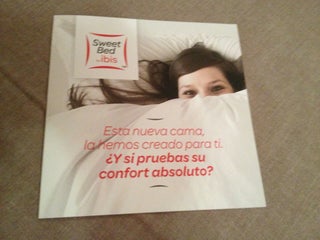 Sweet
Bed
by ibis
Esta nueva cama,
la hemos creado para ti.
¿Y si pruebas su
confort absoluto?